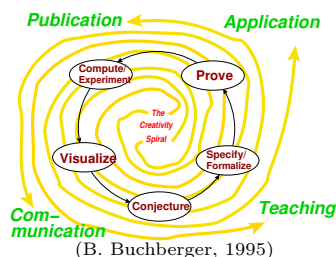 Publication
Application
Compute/
Experiment
Prove
The
Creativity
Spiral
Visualize
Specify/
Formalize
Conjecture
Com–
munication
Teaching
(B. Buchberger, 1995)